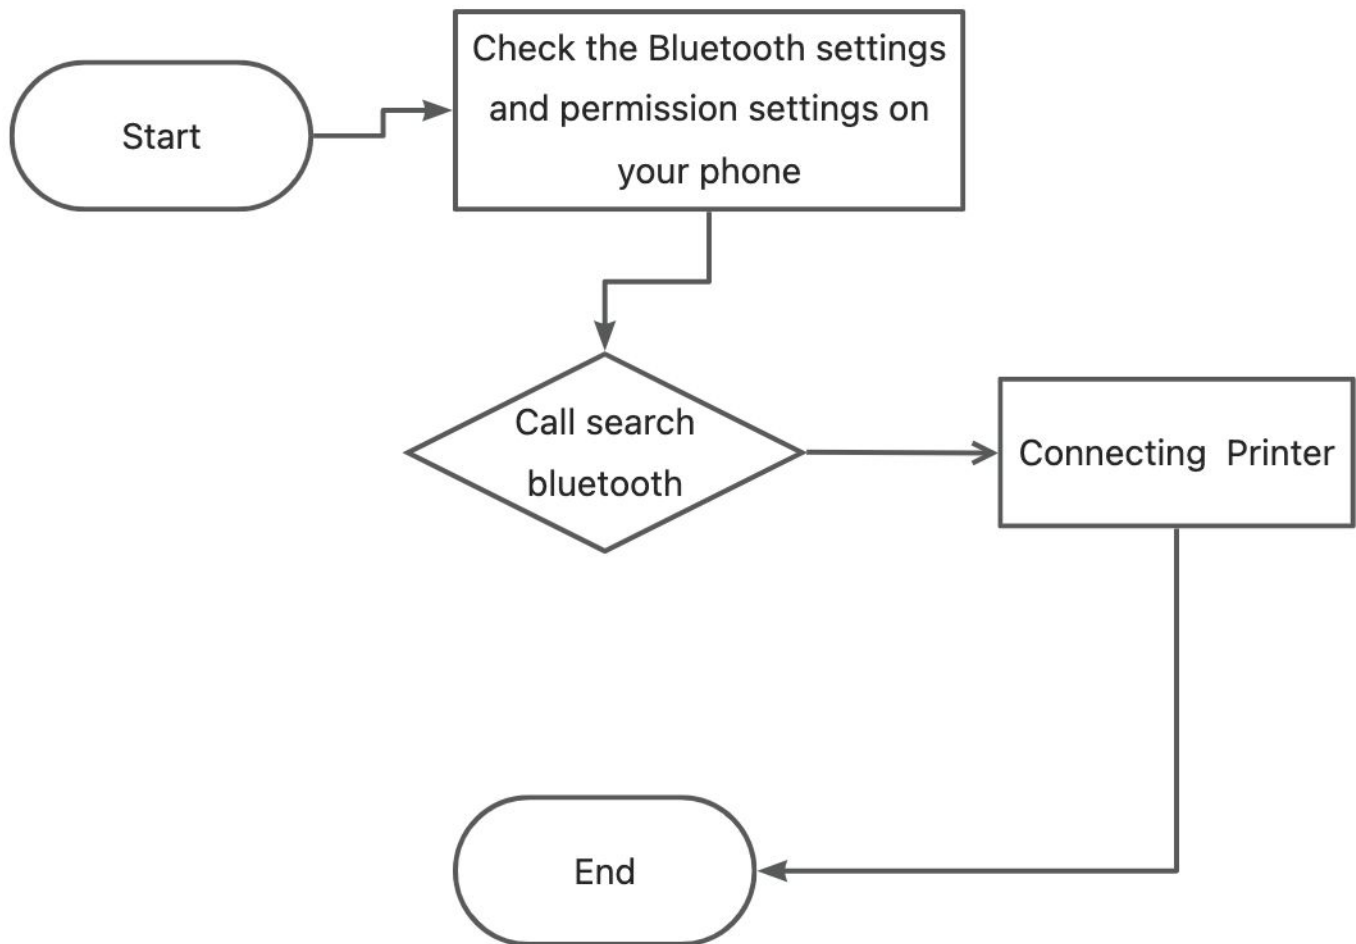 Start
Check the Bluetooth settings
and permission settings on
your phone
Call search
bluetooth
Connecting  Printer
End